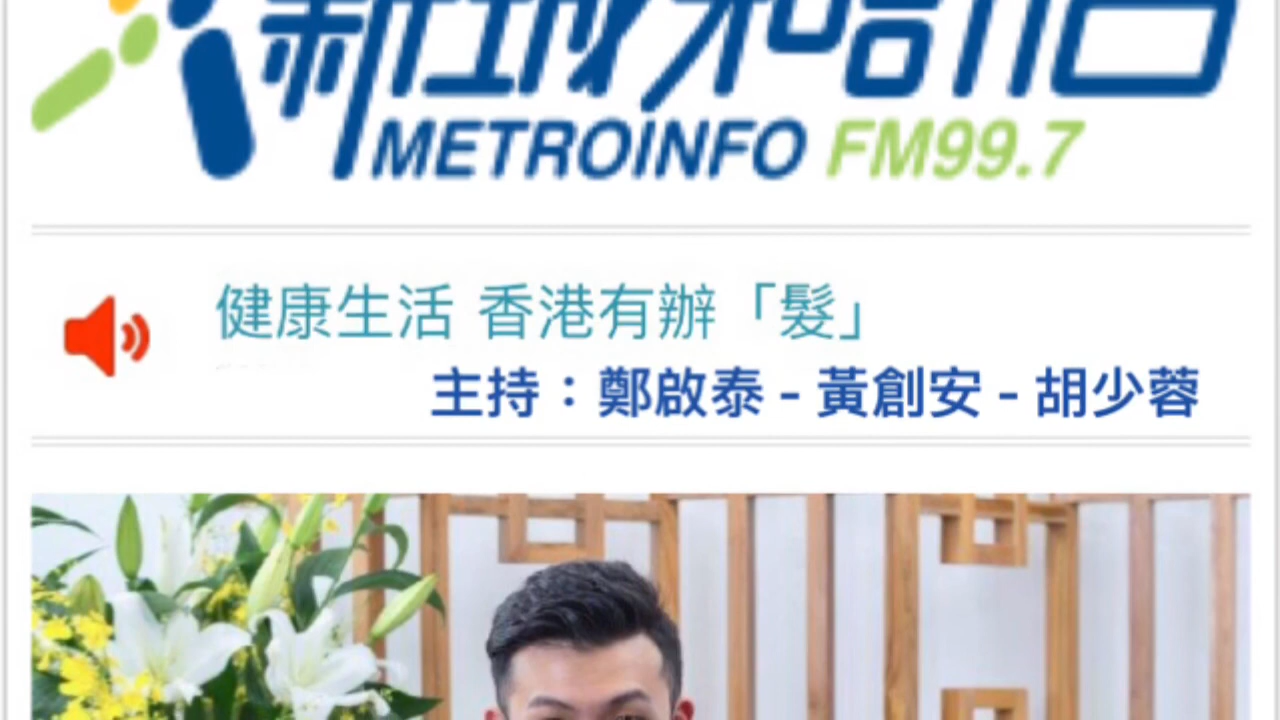 新城知訊台
METROINFO FM99.7
健康生活 香港有辦「髮」
主持：鄭啟泰 - 黃創安 - 胡少蓉